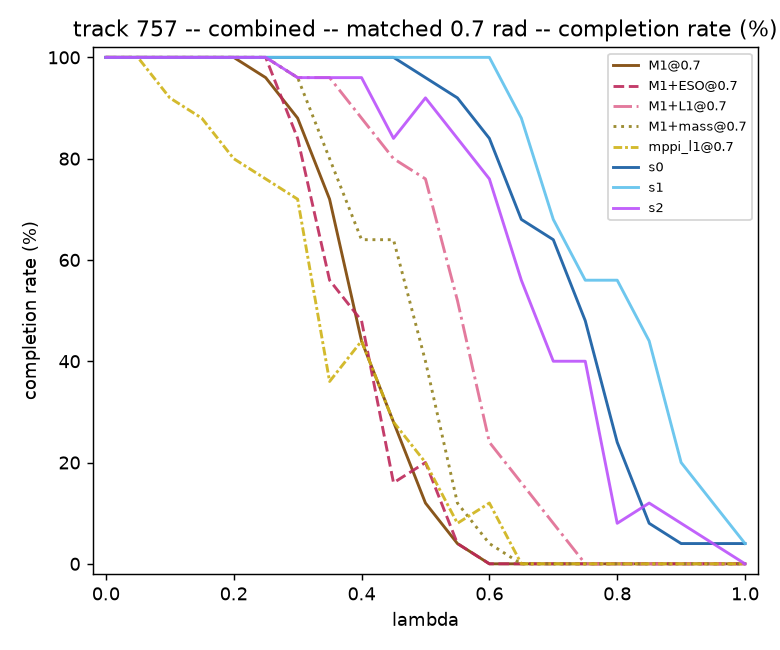 track 757 -- combined -- matched 0.7 rad -- completion rate (%)
completion rate (%)
100
80
60
40
20
0
0.0 0.2 0.4 0.6 0.8 1.0
lambda
M1@0.7
M1+ESO@0.7
M1+L1@0.7
M1+mass@0.7
mppi_l1@0.7
s0
s1
s2